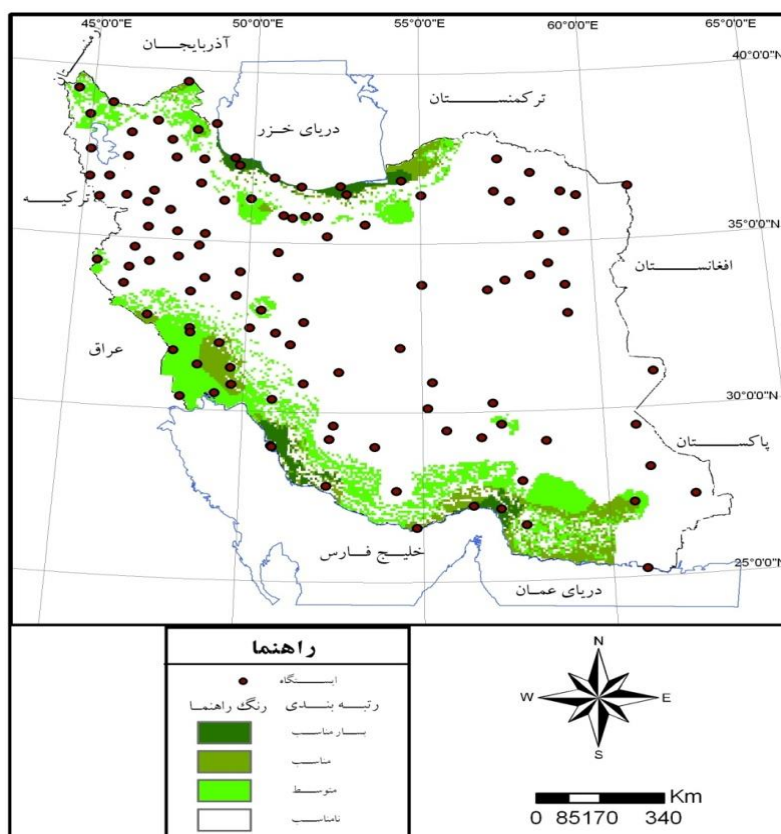 45°0'0"E 50°0'0"E 55°0'0"E 60°0'0"E 65°0'0"E
آذربایجان
40°0'0"N
ترکمنستان
دریای خزر
ترکیه
35°0'0"N
افغانستان
عراق
30°0'0"N
پاکستان
خلیج فارس
25°0'0"N
دریای عمان
راهنما
ایستگاه
رتبه بندی رنگ راهنما
بسار مناسب
مناسب
متوسط
نامناسب
N
W E
S
Km
0 85170 340